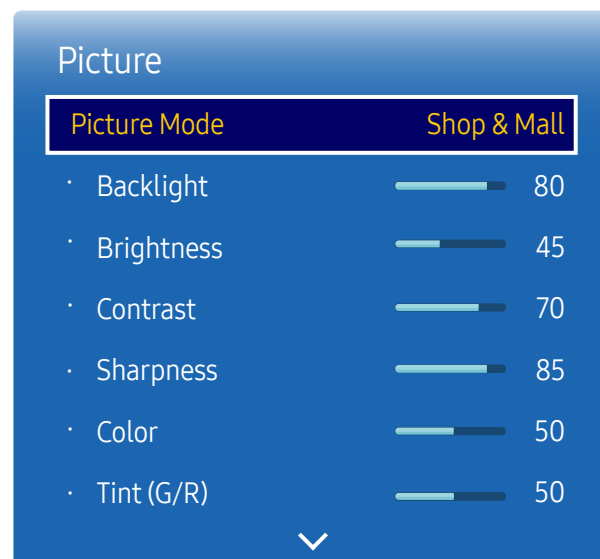 Picture
Picture Mode Shop & Mall
· Backlight 80
· Brightness 45
· Contrast 70
· Sharpness 85
· Color 50
· Tint (G/R) 50